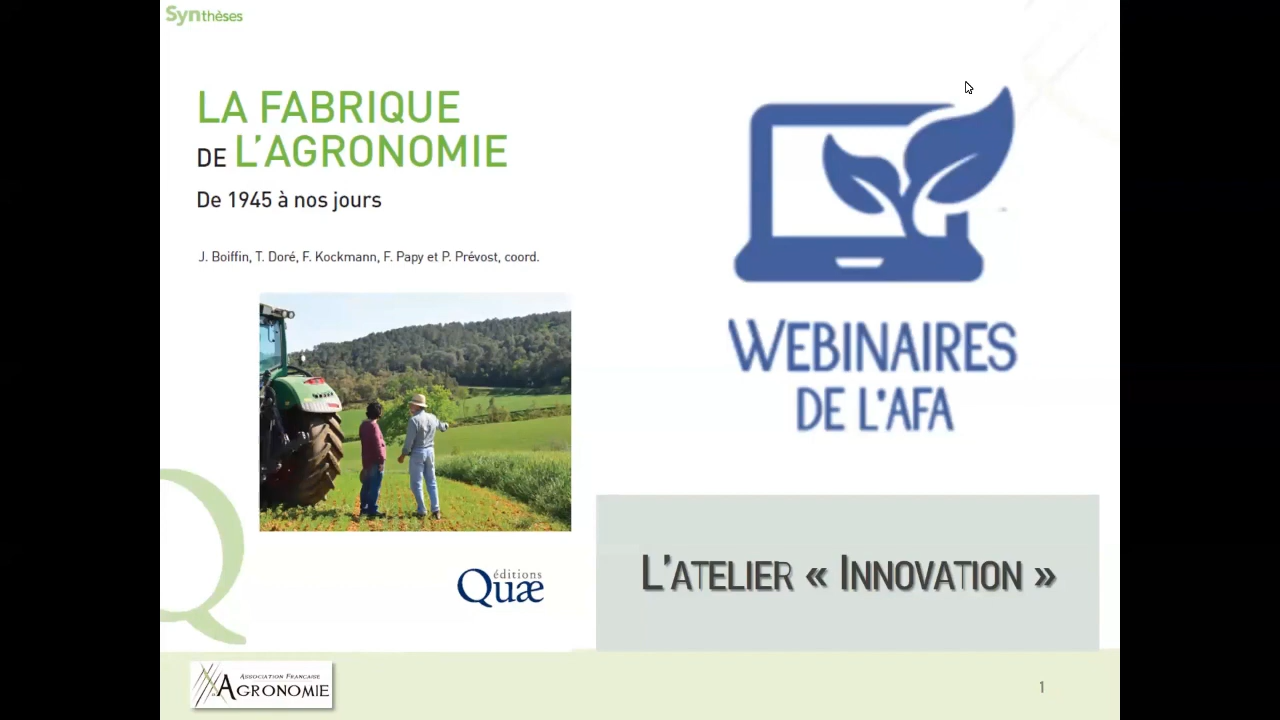 Synthèses
LA FABRIQUE
DE L'AGRONOMIE
De 1945 à nos jours
J. Boiffin, T. Doré, F. Kockmann, F. Papy et P. Prévost, coord.
éditions
Quæ
WEBINAIRES
DE L'AFA
L'ATELIER « INNOVATION »
ASSOCIATION FRANÇAISE
AGRONOMIE
1